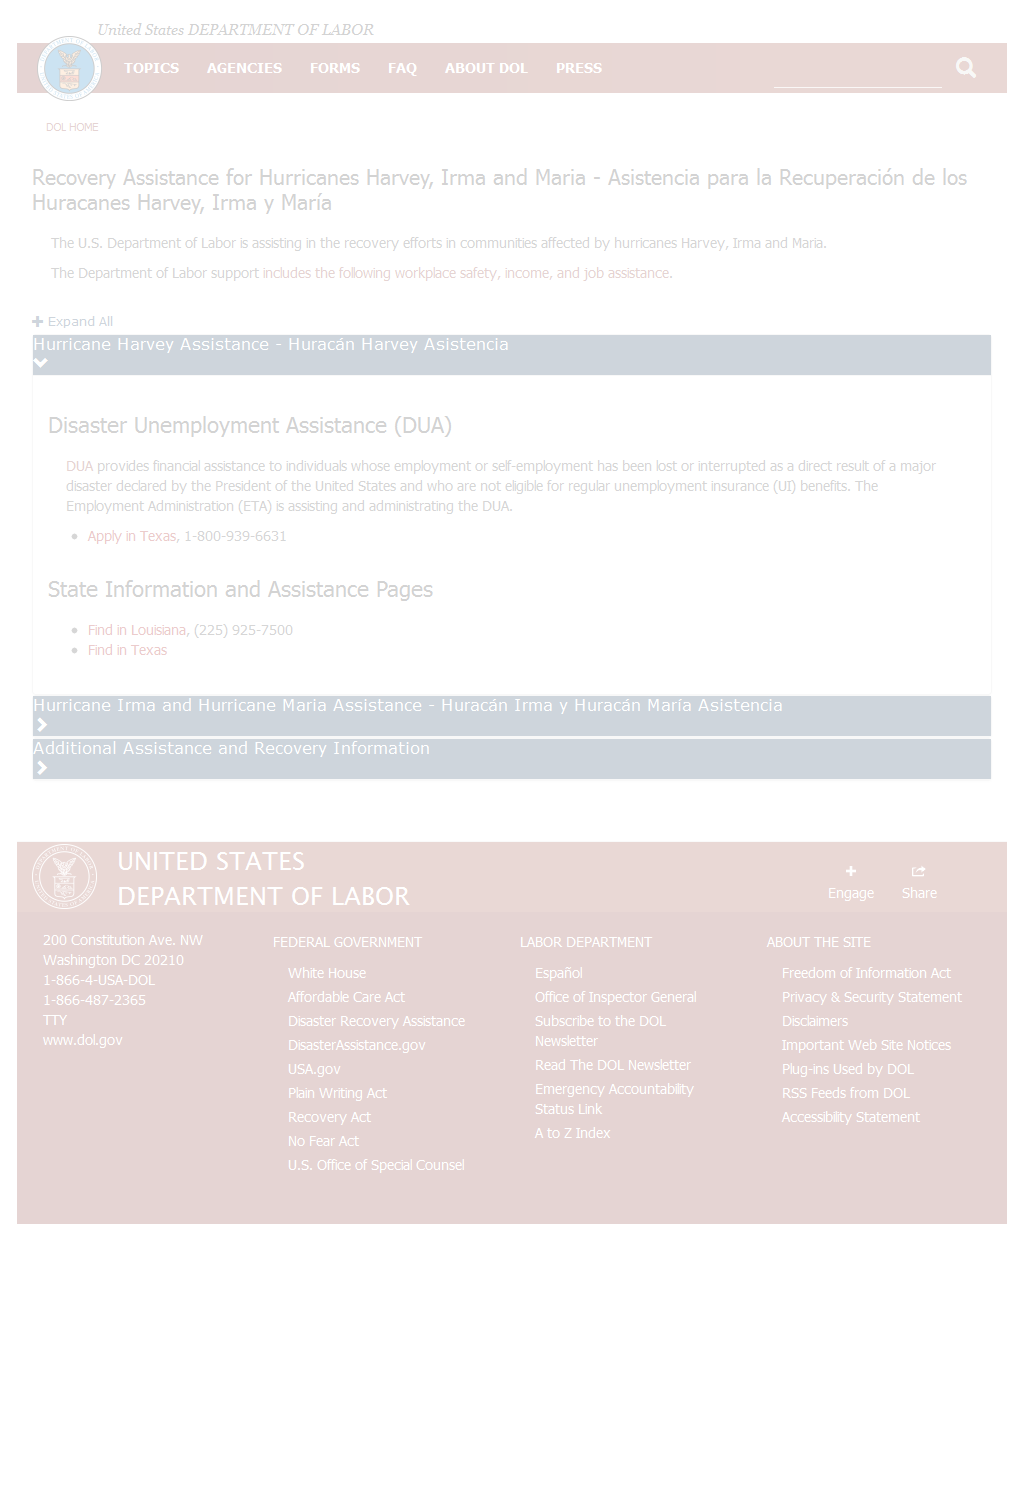 United States DEPARTMENT OF LABOR
TOPICS AGENCIES FORMS FAQ ABOUT DOL PRESS
DOL HOME
Recovery Assistance for Hurricanes Harvey, Irma and Maria - Asistencia para la Recuperación de los
Huracanes Harvey, Irma y María
The U.S. Department of Labor is assisting in the recovery efforts in communities affected by hurricanes Harvey, Irma and Maria.
The Department of Labor support includes the following workplace safety, income, and job assistance.
Expand All
Hurricane Harvey Assistance - Huracán Harvey Asistencia
Disaster Unemployment Assistance (DUA)
DUA provides financial assistance to individuals whose employment or self-employment has been lost or interrupted as a direct result of a major
disaster declared by the President of the United States and who are not eligible for regular unemployment insurance (UI) benefits. The
Employment Administration (ETA) is assisting and administrating the DUA.
Apply in Texas, 1-800-939-6631
State Information and Assistance Pages
Find in Louisiana, (225) 925-7500
Find in Texas
Hurricane Irma and Hurricane Maria Assistance - Huracán Irma y Huracán María Asistencia
Additional Assistance and Recovery Information
UNITED STATES
DEPARTMENT OF LABOR
Engage Share
200 Constitution Ave. NW
Washington DC 20210
1-866-4-USA-DOL
1-866-487-2365
TTY
www.dol.gov
FEDERAL GOVERNMENT
White House
Affordable Care Act
Disaster Recovery Assistance
DisasterAssistance.gov
USA.gov
Plain Writing Act
Recovery Act
No Fear Act
U.S. Office of Special Counsel
LABOR DEPARTMENT
Español
Office of Inspector General
Subscribe to the DOL
Newsletter
Read The DOL Newsletter
Emergency Accountability
Status Link
A to Z Index
ABOUT THE SITE
Freedom of Information Act
Privacy & Security Statement
Disclaimers
Important Web Site Notices
Plug-ins Used by DOL
RSS Feeds from DOL
Accessibility Statement